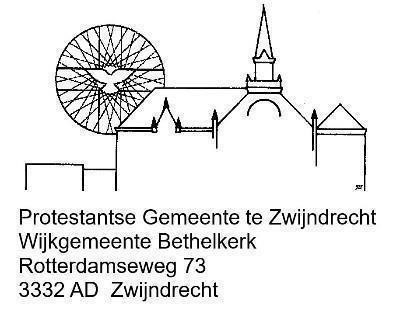 Protestantse Gemeente te Zwijndrecht
Wijkgemeente Bethelkerk
Rotterdamseweg 73
3332 AD  Zwijndrecht